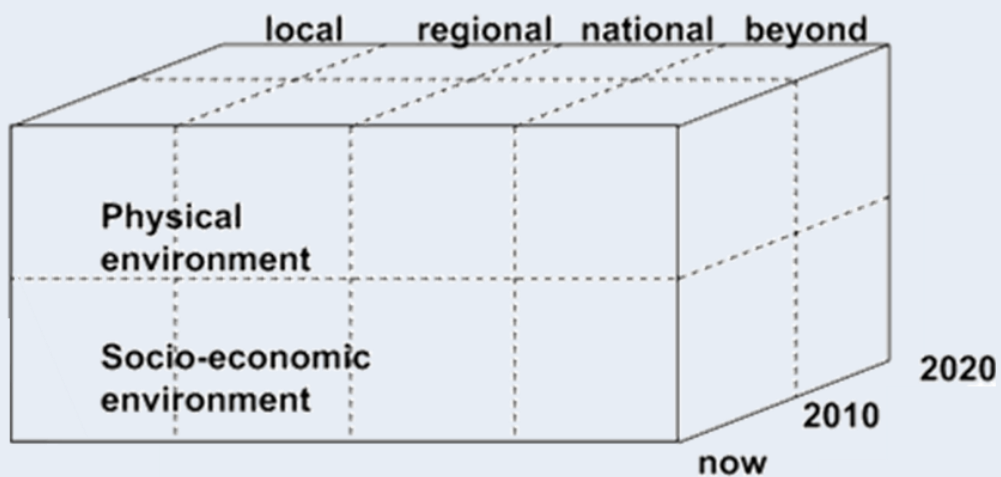 local regional national beyond
Physical
environment
Socio-economic
environment
2020
2010
now